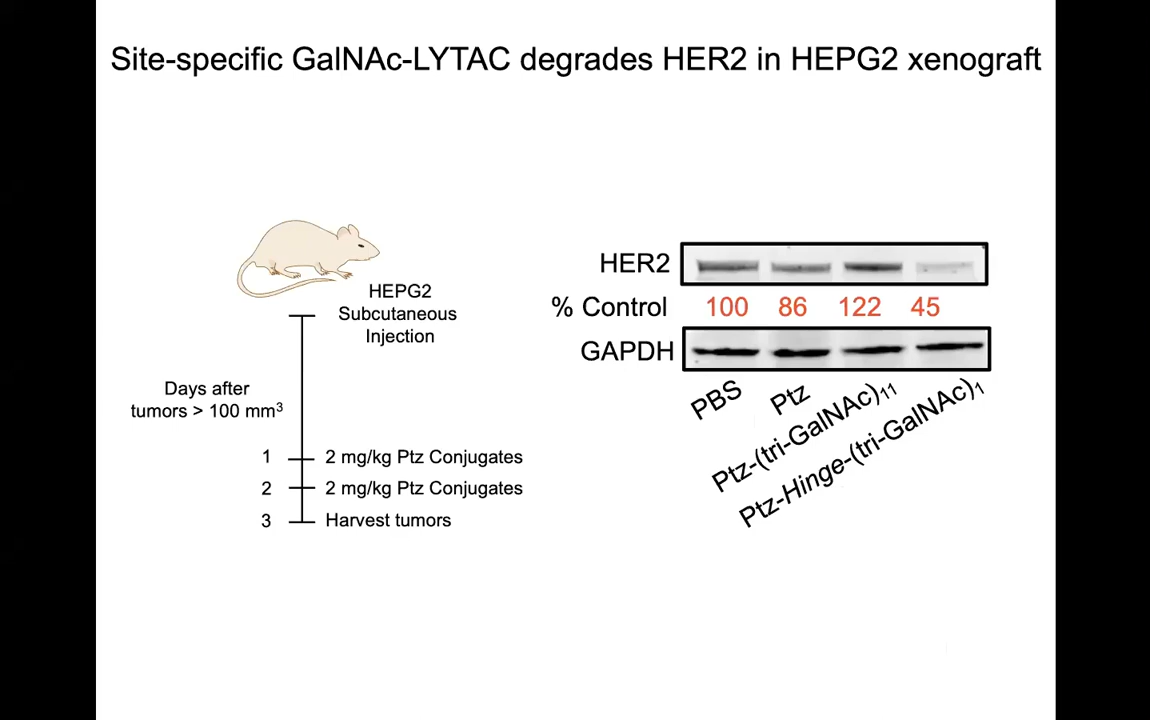 Site-specific GalNAc-LYTAC degrades HER2 in HEPG2 xenograft
HEPG2
Subcutaneous
Injection
Days after
tumors > 100 mm³
1 2 mg/kg Ptz Conjugates
2 2 mg/kg Ptz Conjugates
3 Harvest tumors
HER2
% Control 100 86 122 45
GAPDH
PBS
Ptz
Ptz-(tri-GalNAc)₁₁
Ptz-Hinge-(tri-GalNAc)₁